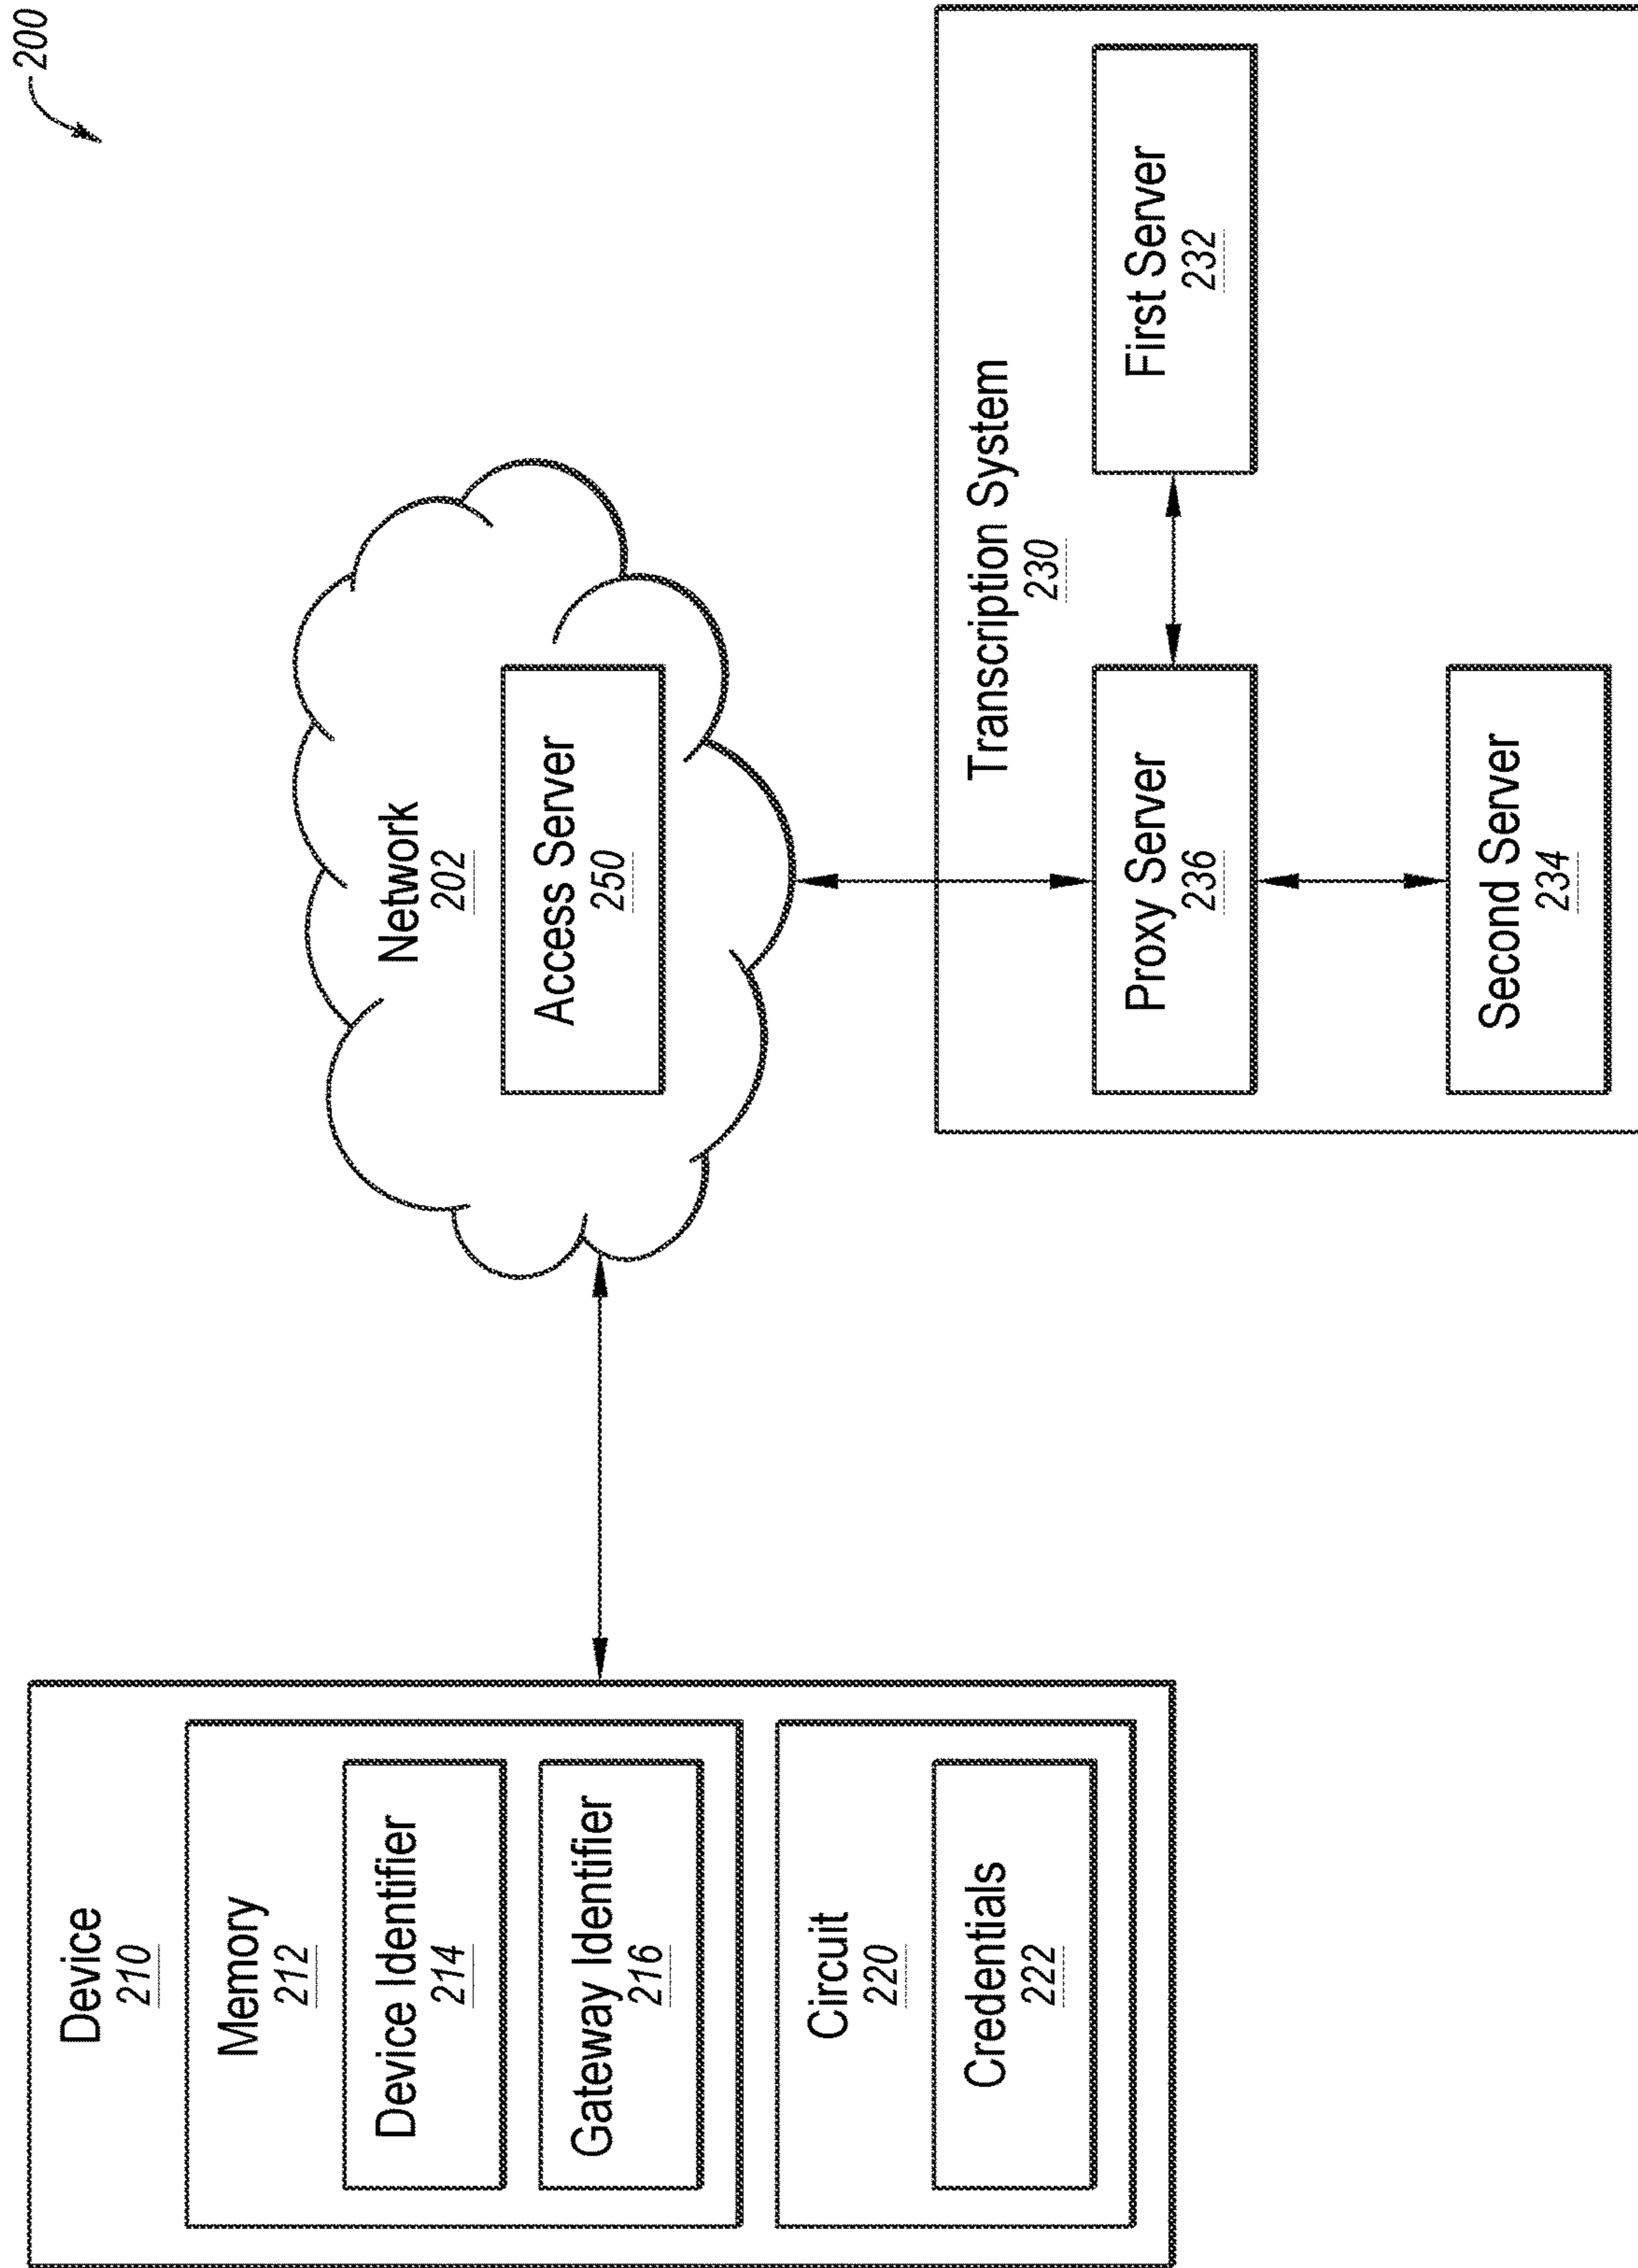 200
Device
210
Memory
212
Device Identifier
214
Gateway Identifier
216
Circuit
220
Credentials
222
Network
202
Access Server
250
Transcription System
230
Proxy Server
236
First Server
232
Second Server
234